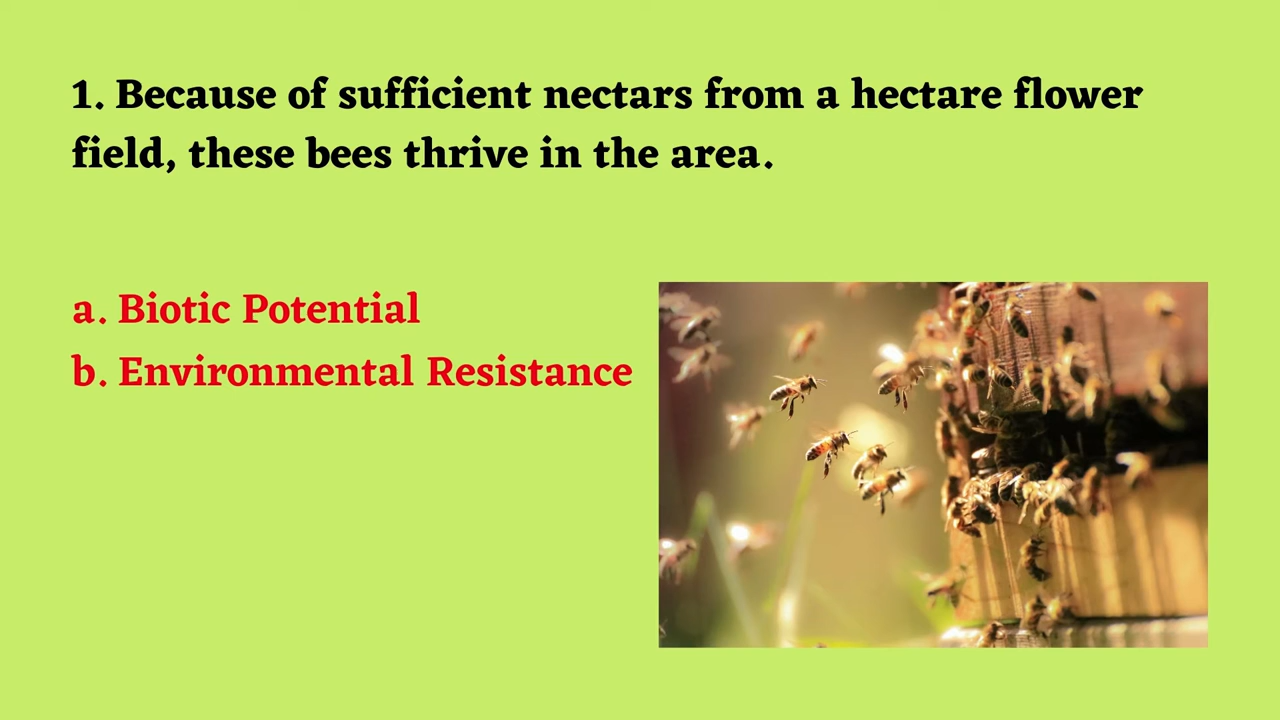 1. Because of sufficient nectars from a hectare flower
field, these bees thrive in the area.
a. Biotic Potential
b. Environmental Resistance